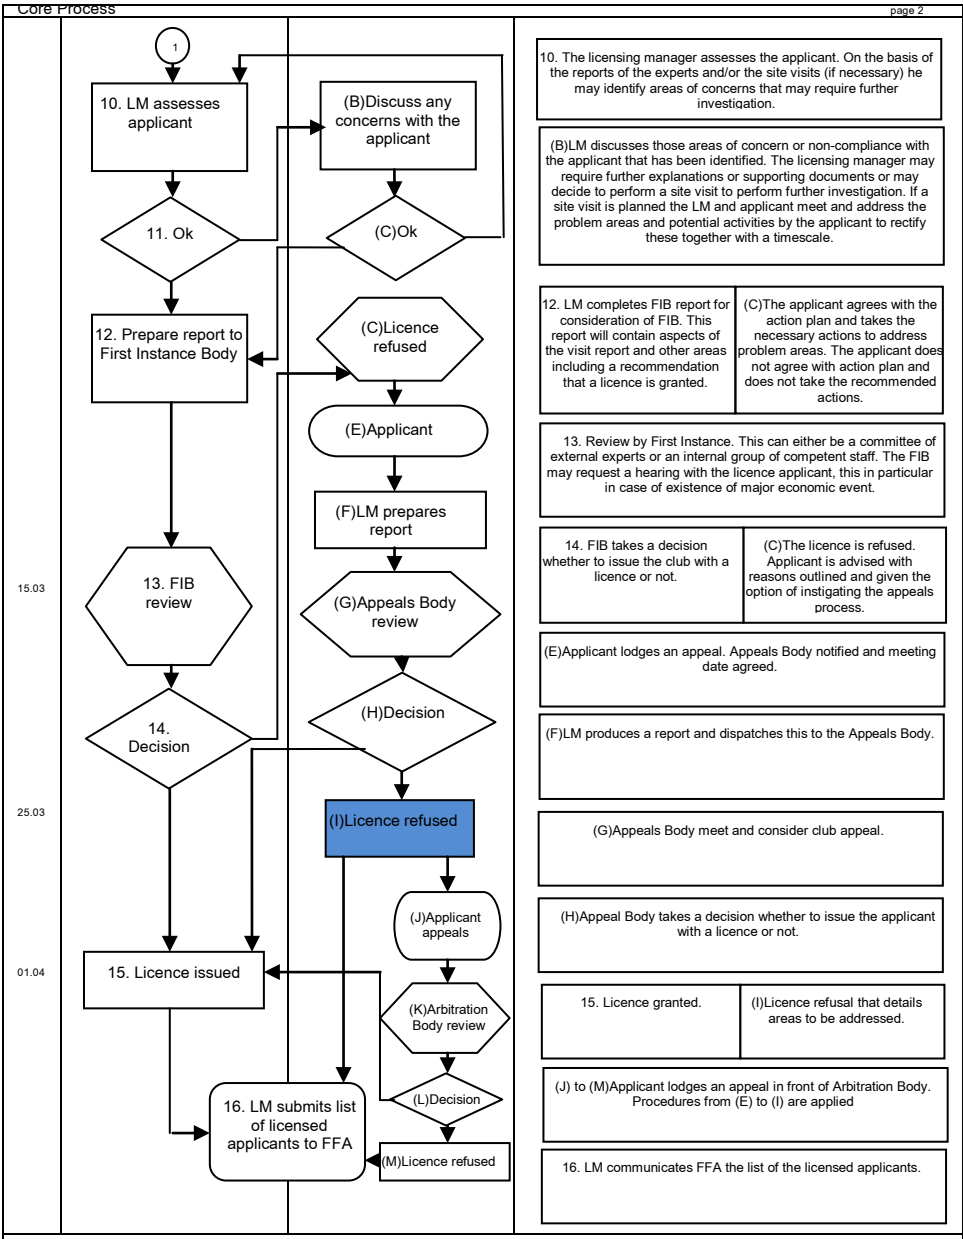 Core Process
page 2
1
10. LM assesses
applicant
(B)Discuss any
concerns with the
applicant
11. Ok
(C)Ok
12. Prepare report to
First Instance Body
(C)Licence
refused
(E)Applicant
(F)LM prepares
report
15.03
13. FIB
review
(G)Appeals Body
review
14.
Decision
(H)Decision
25.03
(I)Licence refused
(J)Applicant
appeals
01.04
15. Licence issued
(K)Arbitration
Body review
(L)Decision
16. LM submits list
of licensed
applicants to FFA
(M)Licence refused
10. The licensing manager assesses the applicant. On the basis of
the reports of the experts and/or the site visits (if necessary) he
may identify areas of concerns that may require further
investigation.
(B)LM discusses those areas of concern or non-compliance with
the applicant that has been identified. The licensing manager may
require further explanations or supporting documents or may
decide to perform a site visit to perform further investigation. If a
site visit is planned the LM and applicant meet and address the
problem areas and potential activities by the applicant to rectify
these together with a timescale.
12. LM completes FIB report for
consideration of FIB. This
report will contain aspects of
the visit report and other areas
including a recommendation
that a licence is granted.
(C)The applicant agrees with the
action plan and takes the
necessary actions to address
problem areas. The applicant does
not agree with action plan and
does not take the recommended
actions.
13. Review by First Instance. This can either be a committee of
external experts or an internal group of competent staff. The FIB
may request a hearing with the licence applicant, this in particular
in case of existence of major economic event.
14. FIB takes a decision
whether to issue the club with a
licence or not.
(C)The licence is refused.
Applicant is advised with
reasons outlined and given the
option of instigating the appeals
process.
(E)Applicant lodges an appeal. Appeals Body notified and meeting
date agreed.
(F)LM produces a report and dispatches this to the Appeals Body.
(G)Appeals Body meet and consider club appeal.
(H)Appeal Body takes a decision whether to issue the applicant
with a licence or not.
15. Licence granted.
(I)Licence refusal that details
areas to be addressed.
(J) to (M)Applicant lodges an appeal in front of Arbitration Body.
Procedures from (E) to (I) are applied
16. LM communicates FFA the list of the licensed applicants.